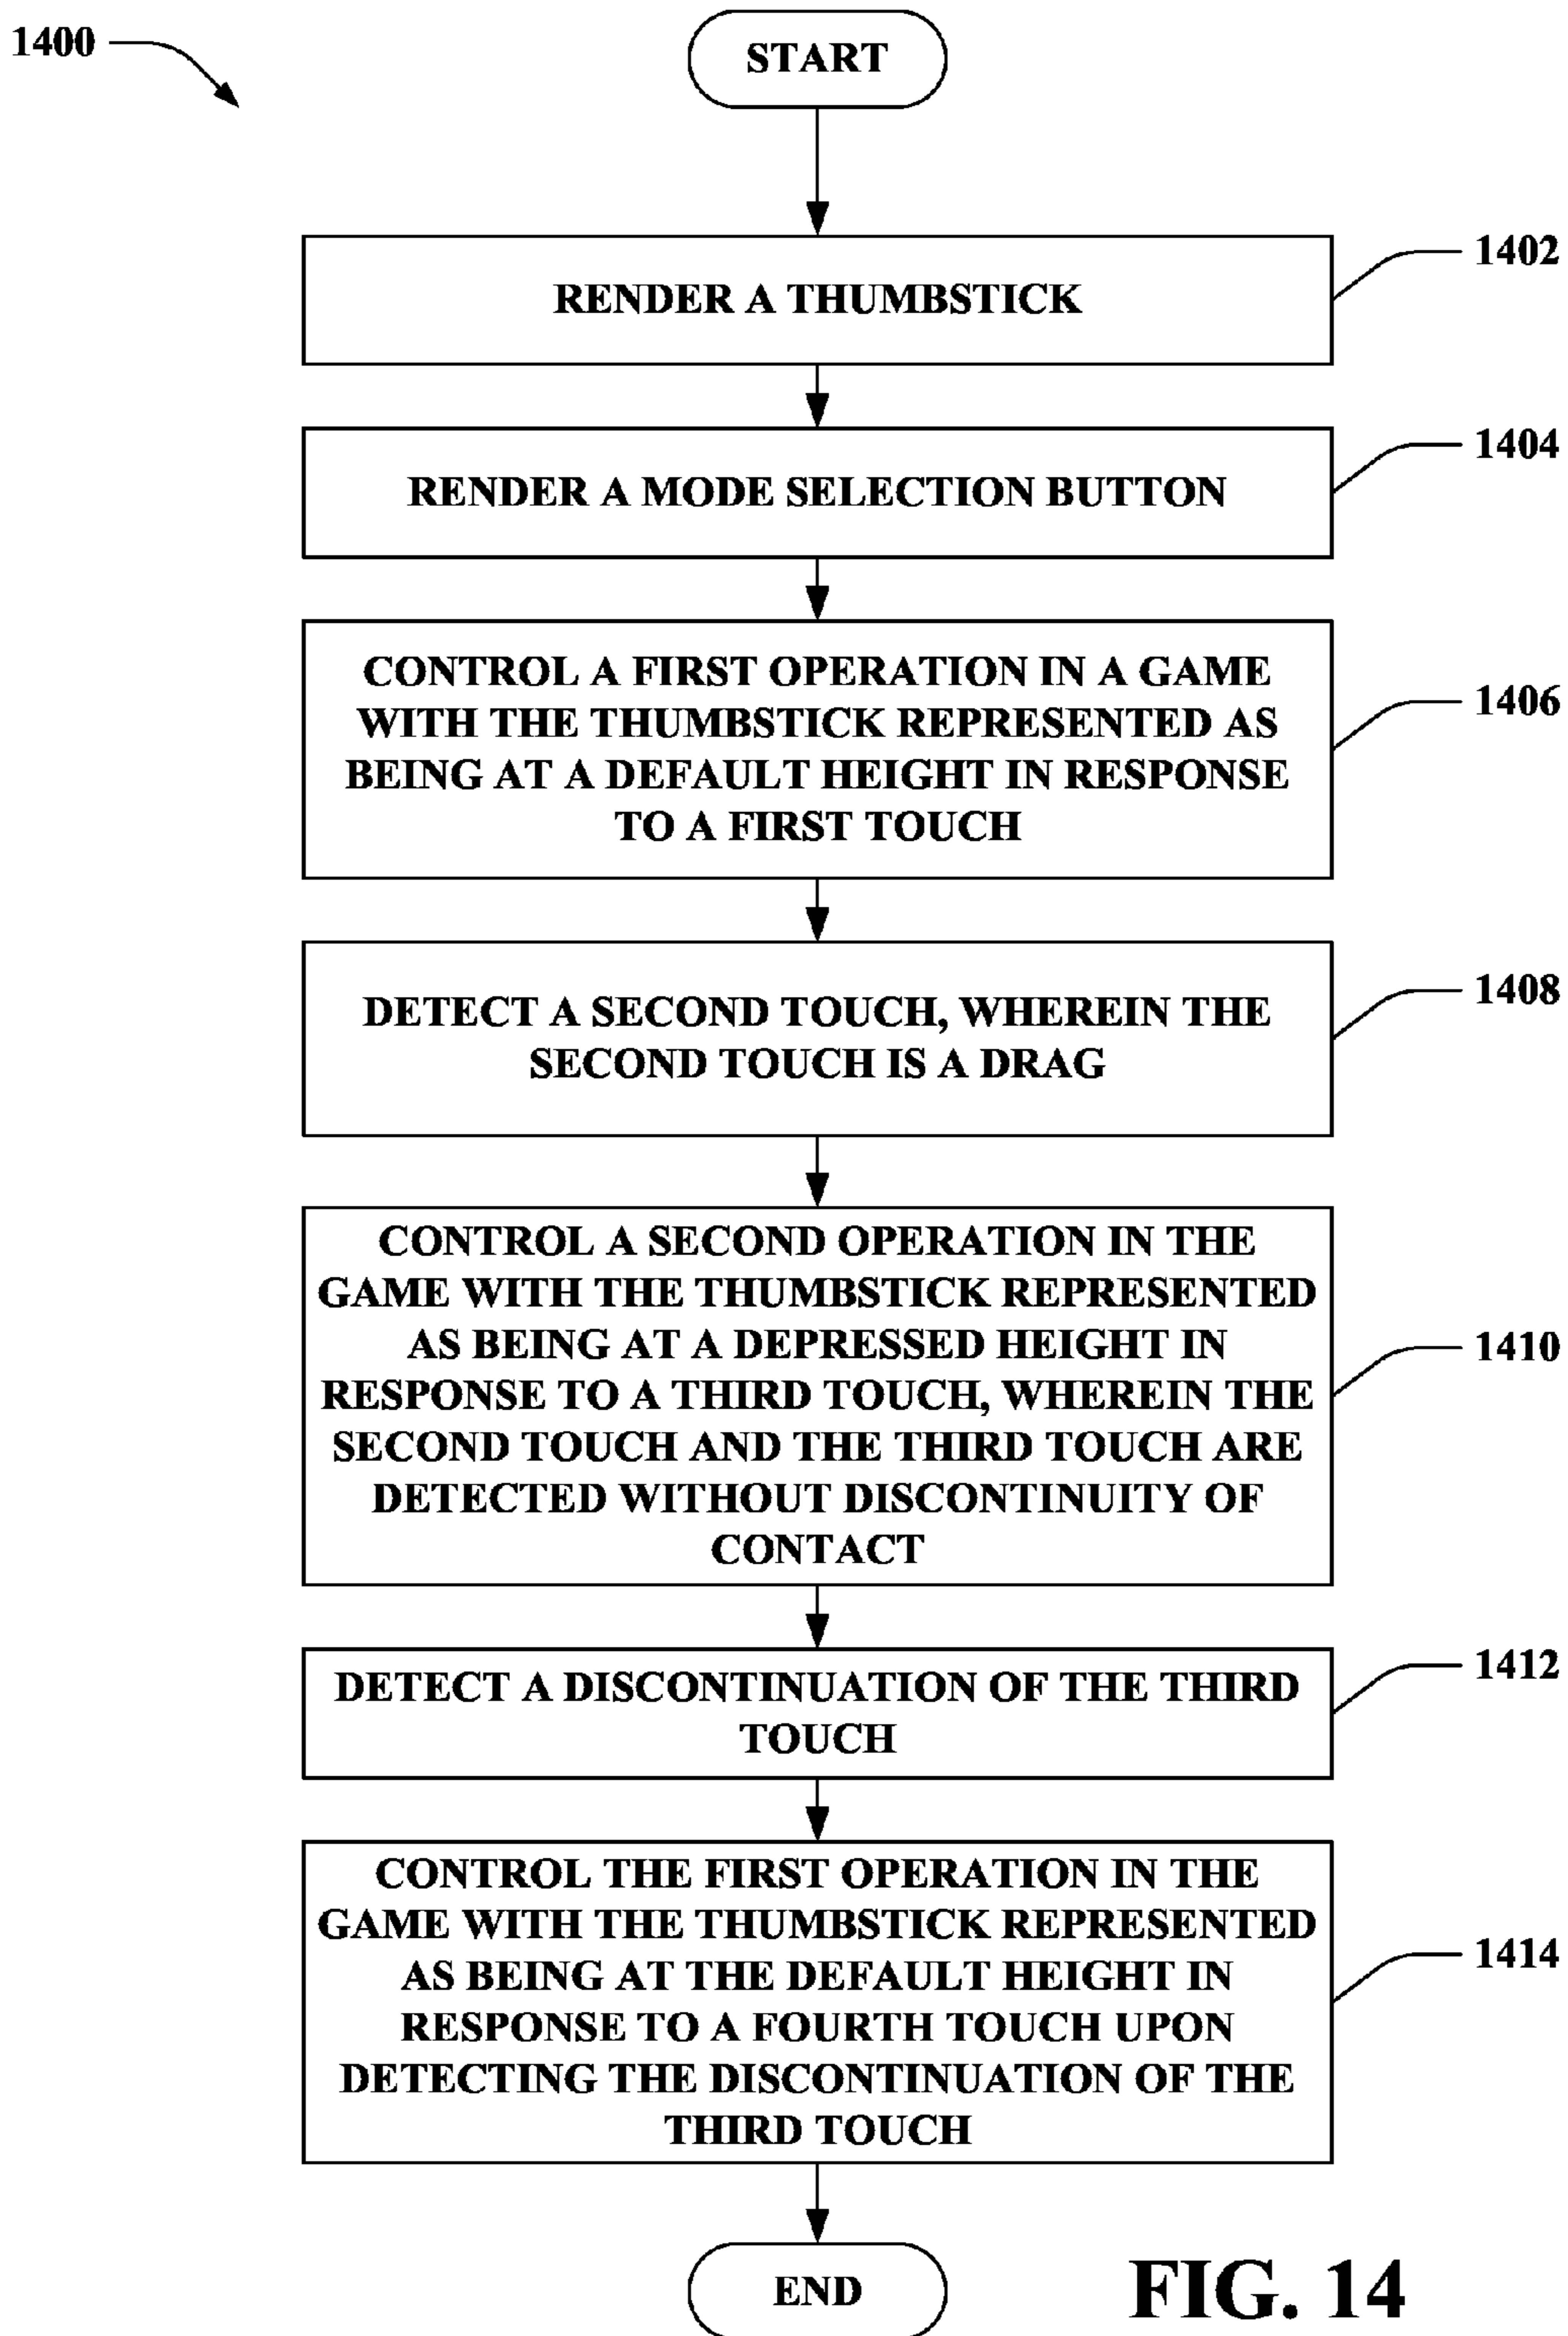 1400
START
RENDER A THUMBSTICK
1402
RENDER A MODE SELECTION BUTTON
1404
CONTROL A FIRST OPERATION IN A GAME
WITH THE THUMBSTICK REPRESENTED AS
BEING AT A DEFAULT HEIGHT IN RESPONSE
TO A FIRST TOUCH
1406
DETECT A SECOND TOUCH, WHEREIN THE
SECOND TOUCH IS A DRAG
1408
CONTROL A SECOND OPERATION IN THE
GAME WITH THE THUMBSTICK REPRESENTED
AS BEING AT A DEPRESSED HEIGHT IN
RESPONSE TO A THIRD TOUCH, WHEREIN THE
SECOND TOUCH AND THE THIRD TOUCH ARE
DETECTED WITHOUT DISCONTINUITY OF
CONTACT
1410
DETECT A DISCONTINUATION OF THE THIRD
TOUCH
1412
CONTROL THE FIRST OPERATION IN THE
GAME WITH THE THUMBSTICK REPRESENTED
AS BEING AT THE DEFAULT HEIGHT IN
RESPONSE TO A FOURTH TOUCH UPON
DETECTING THE DISCONTINUATION OF THE
THIRD TOUCH
1414
END
FIG. 14